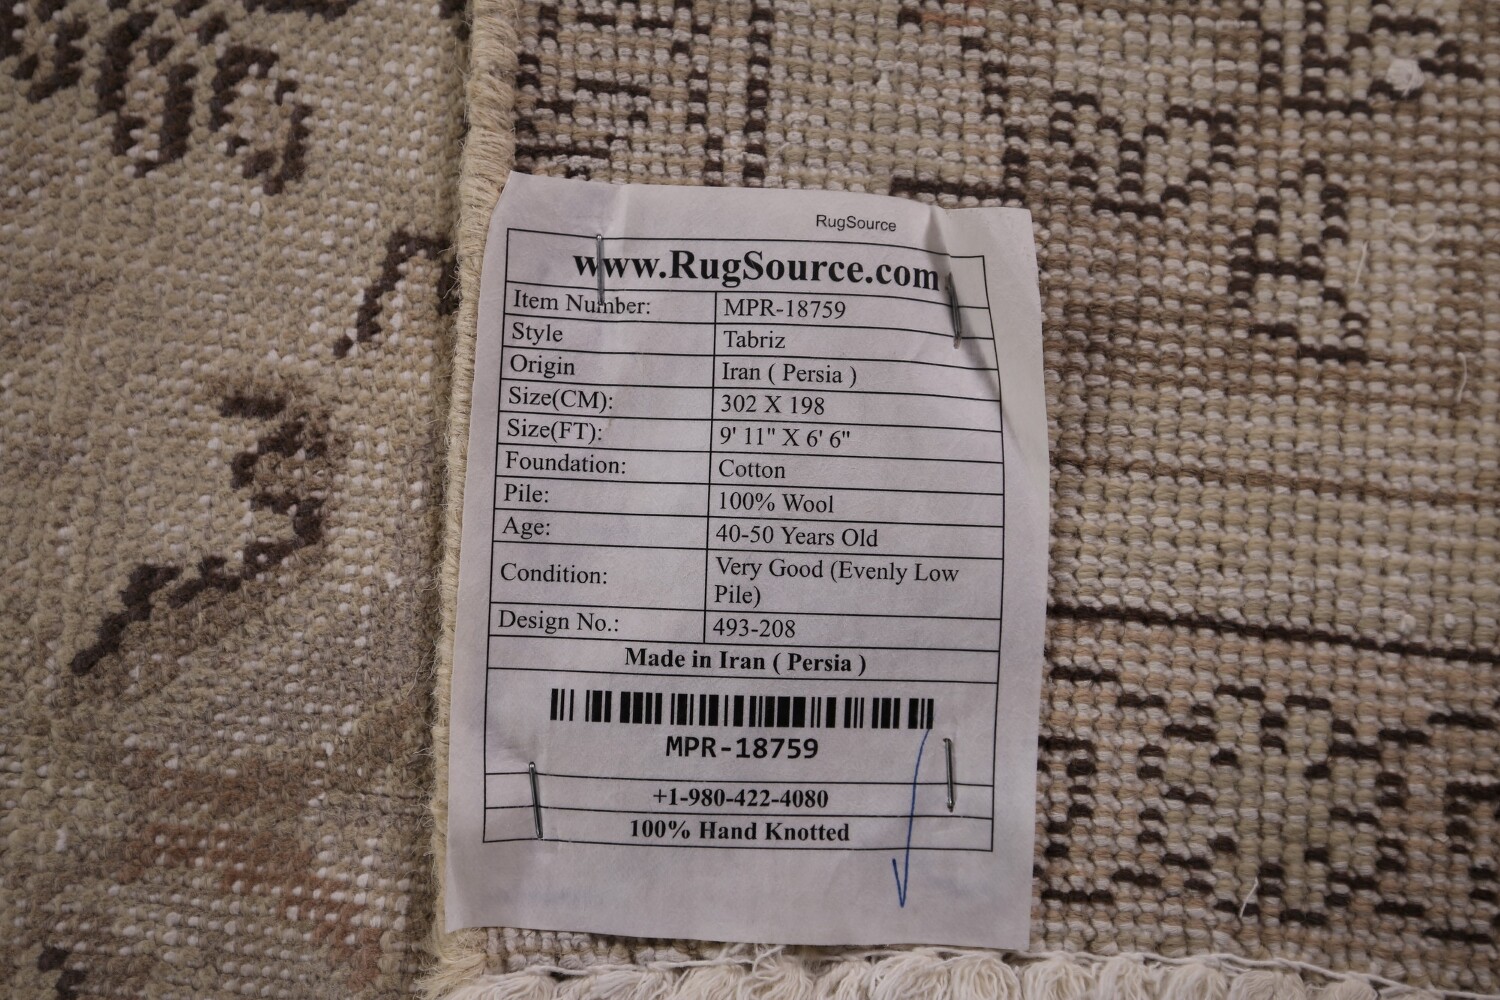 RugSource
www.RugSource.com
Item Number: MPR-18759
Style Tabriz
Origin Iran ( Persia )
Size(CM): 302 X 198
Size(FT): 9' 11" X 6' 6"
Foundation: Cotton
Pile: 100% Wool
Age: 40-50 Years Old
Condition: Very Good (Evenly Low
Pile)
Design No.: 493-208
Made in Iran ( Persia )
MPR-18759
+1-980-422-4080
100% Hand Knotted